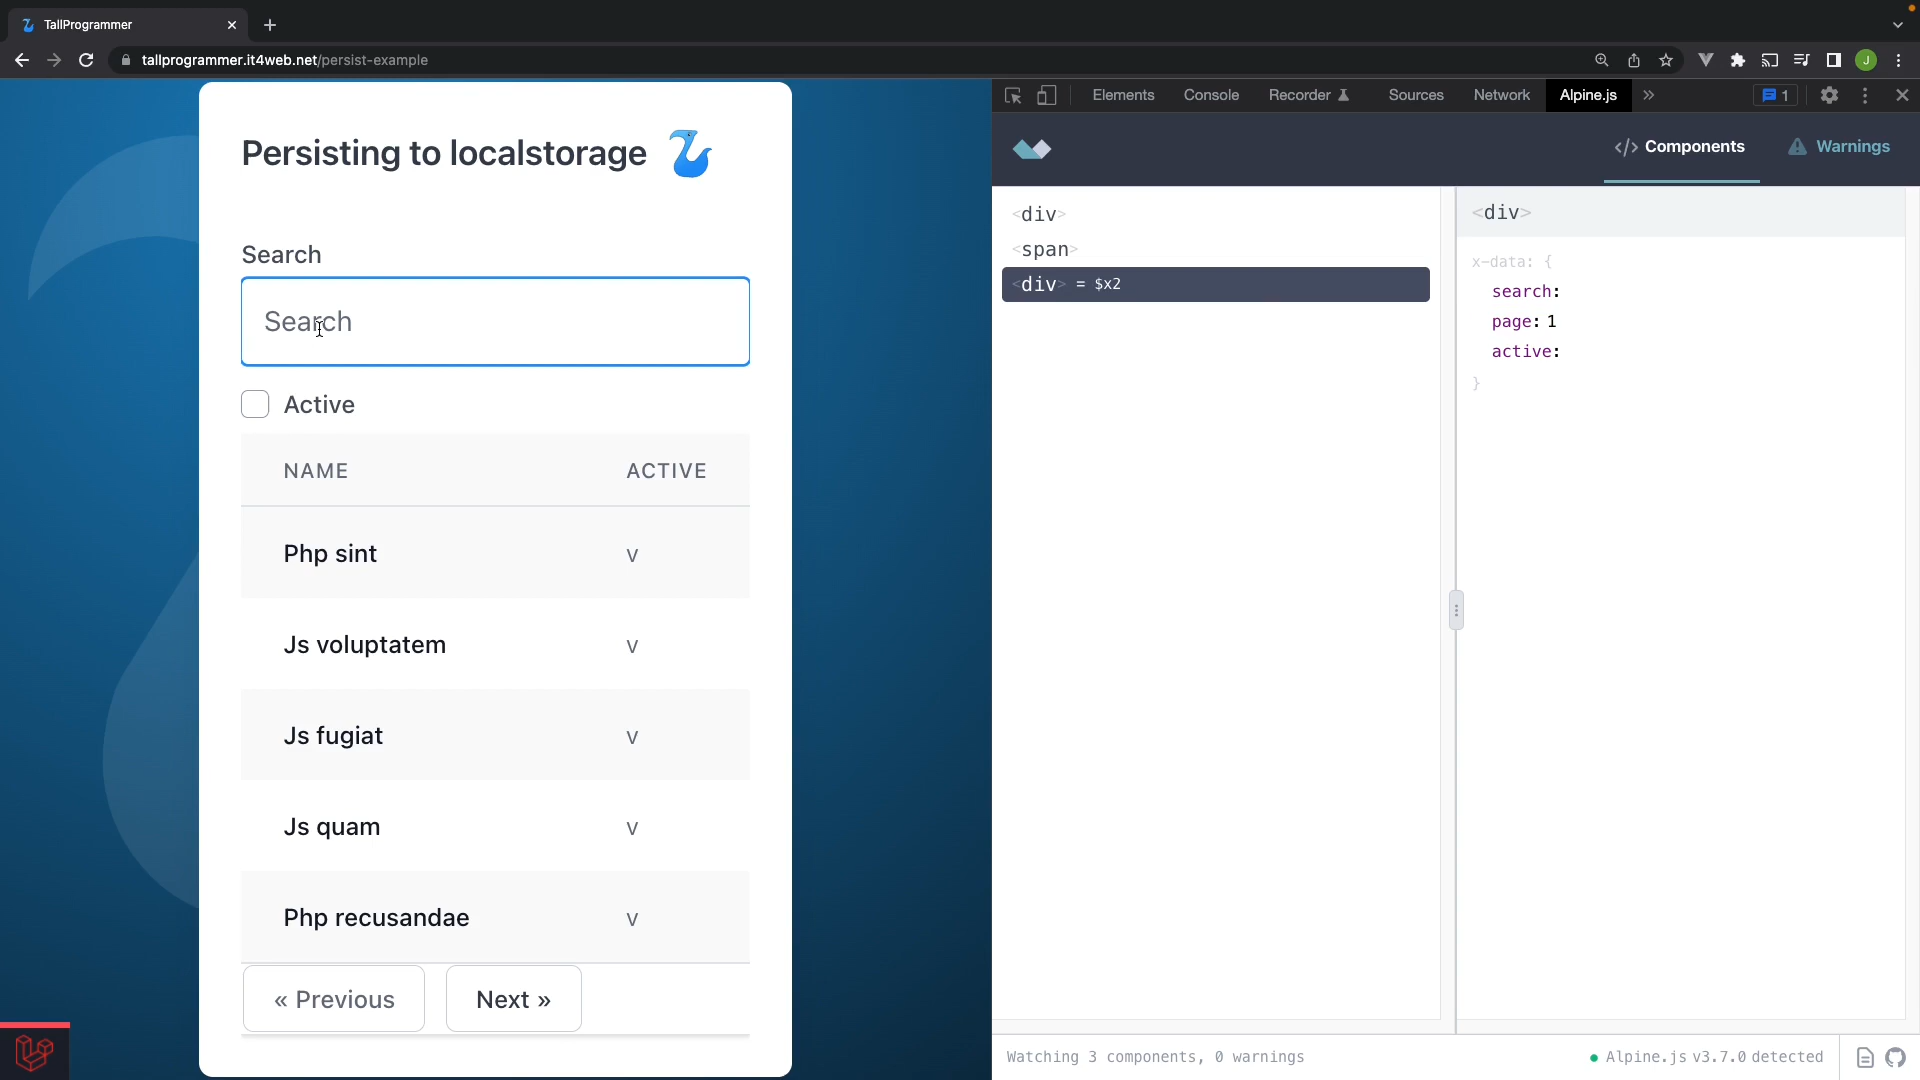 TallProgrammer
tallprogrammer.it4web.net/persist-example
J
Elements
Console
Recorder
Sources
Network
Alpine.js
»
1
Persisting to localstorage
Search
Search
Active
NAME ACTIVE
Php sint v
Js voluptatem v
Js fugiat v
Js quam v
Php recusandae v
« Previous
Next »
</> Components
Warnings
<div>
<span>
<div> = $x2
<div>
x-data: {
search:
page: 1
active:
}
Watching 3 components, 0 warnings
Alpine.js v3.7.0 detected